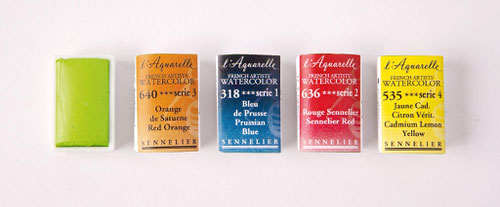 l'Aquarelle
FRENCH ARTISTS'
WATERCOLOR
640 ★★★ serie 3
Orange
de Saturne
Red Orange
SENNELIER
l'Aquarelle
FRENCH ARTISTS'
WATERCOLOR
318 ★★★ serie 1
Bleu
de Prusse
Prussian
Blue
SENNELIER
l'Aquarelle
FRENCH ARTISTS'
WATERCOLOR
636 ★★★ serie 2
Rouge Sennelier
Sennelier Red
SENNELIER
l'Aquarelle
FRENCH ARTISTS'
WATERCOLOR
535 ★★★ serie 4
Jaune Cad.
Citron Vérit.
Cadmium Lemon
Yellow
SENNELIER